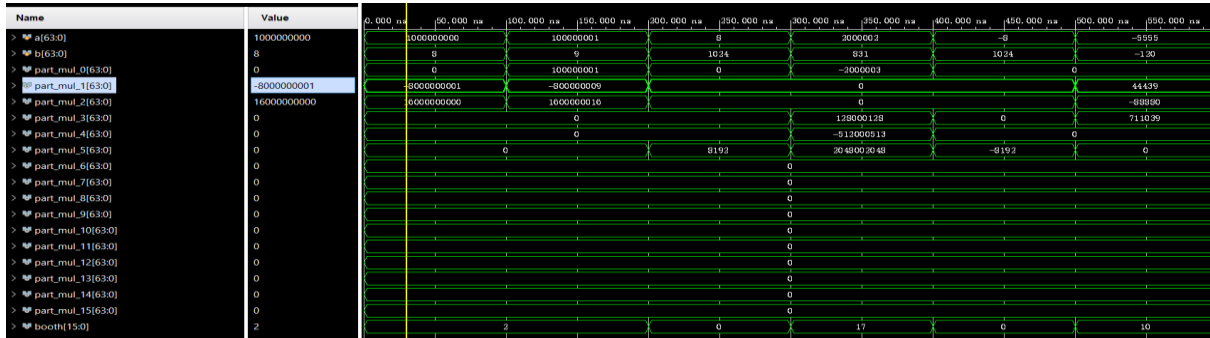 Name Value 0.000 ns 50.000 ns 100.000 ns 150.000 ns 200.000 ns 250.000 ns 300.000 ns 350.000 ns 400.000 ns 450.000 ns 500.000 ns 550.000 ns
> a[63:0] 1000000000 1000000000 100000001 8 2000002 -8 -5555
> b[63:0] 8 8 9 1024 831 1024 -120
> part_mul_0[63:0] 0 0 100000001 0 -2000003 0
> part_mul_1[63:0] -8000000001 -8000000001 -800000009 0 44439
> part_mul_2[63:0] 16000000000 16000000000 1600000016 0 -88880
> part_mul_3[63:0] 0 0 128000128 0 711039
> part_mul_4[63:0] 0 0 -512000513 0
> part_mul_5[63:0] 0 0 8192 2048002048 -8192 0
> part_mul_6[63:0] 0 0
> part_mul_7[63:0] 0 0
> part_mul_8[63:0] 0 0
> part_mul_9[63:0] 0 0
> part_mul_10[63:0] 0 0
> part_mul_11[63:0] 0 0
> part_mul_12[63:0] 0 0
> part_mul_13[63:0] 0 0
> part_mul_14[63:0] 0 0
> part_mul_15[63:0] 0 0
> booth[15:0] 2 2 0 17 0 10